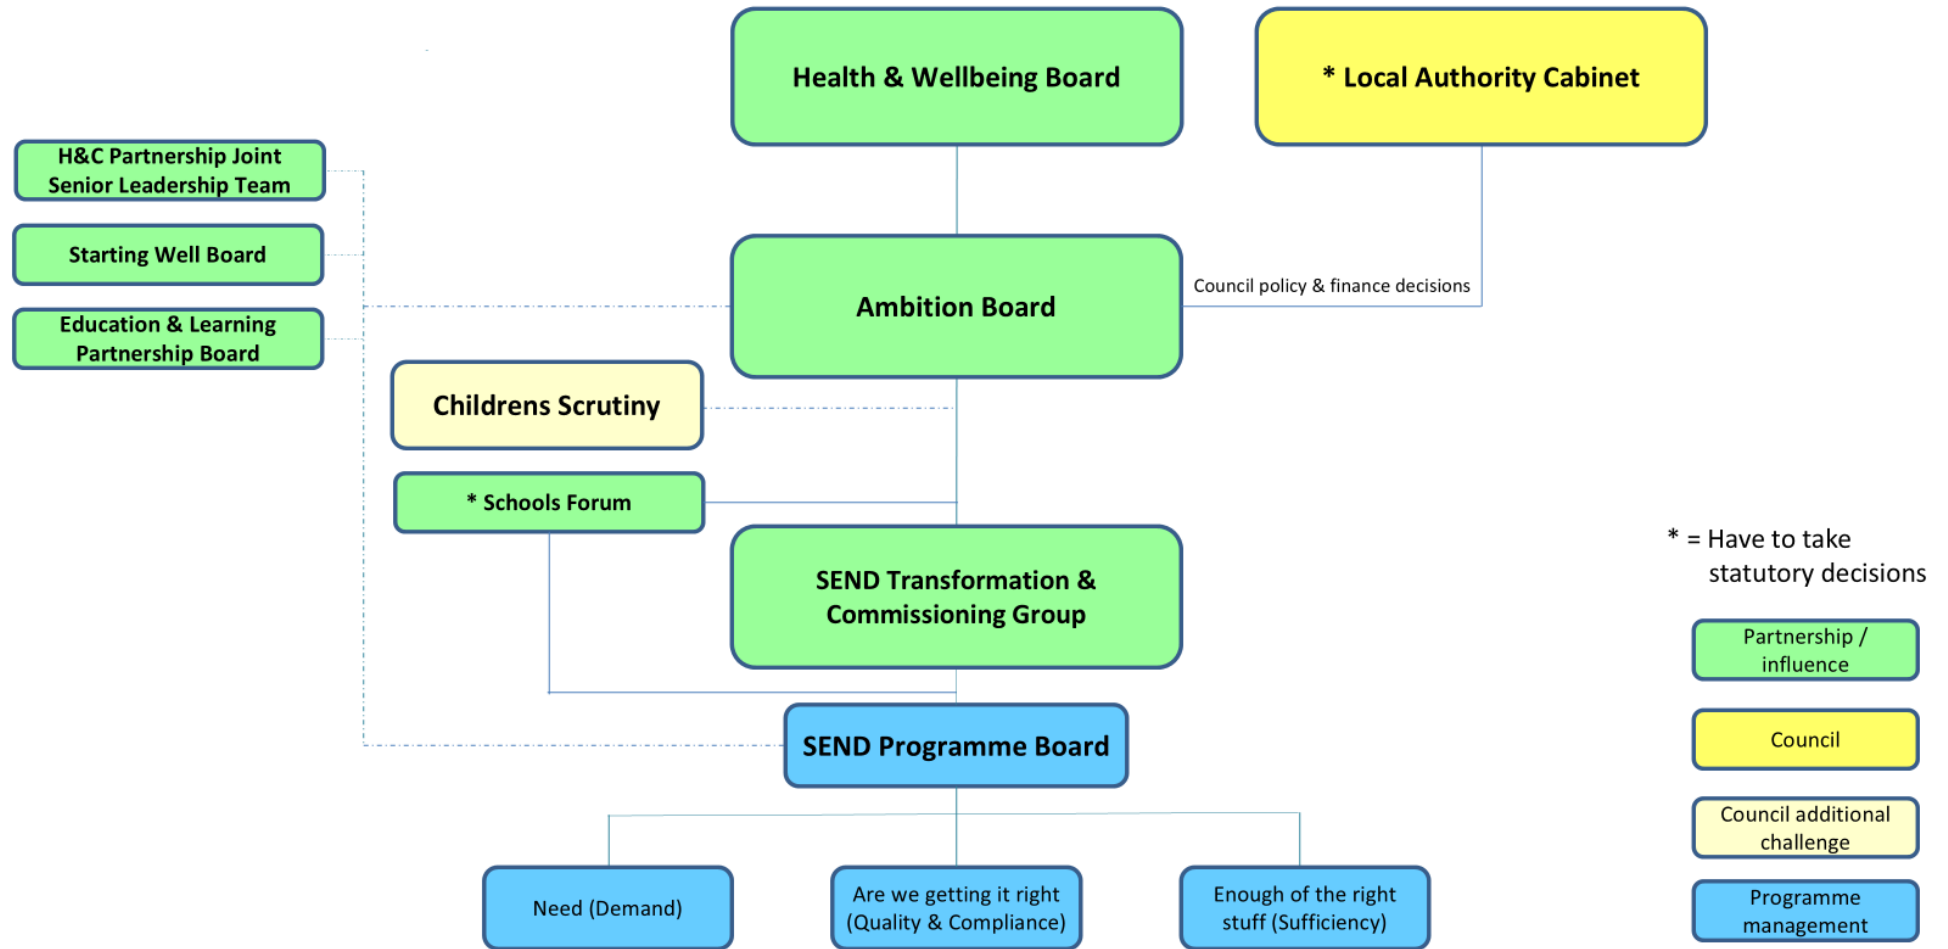 Health & Wellbeing Board
* Local Authority Cabinet
H&C Partnership Joint
Senior Leadership Team
Starting Well Board
Education & Learning
Partnership Board
Ambition Board
Council policy & finance decisions
Childrens Scrutiny
* Schools Forum
SEND Transformation &
Commissioning Group
SEND Programme Board
Need (Demand)
Are we getting it right
(Quality & Compliance)
Enough of the right
stuff (Sufficiency)
* = Have to take
statutory decisions
Partnership /
influence
Council
Council additional
challenge
Programme
management